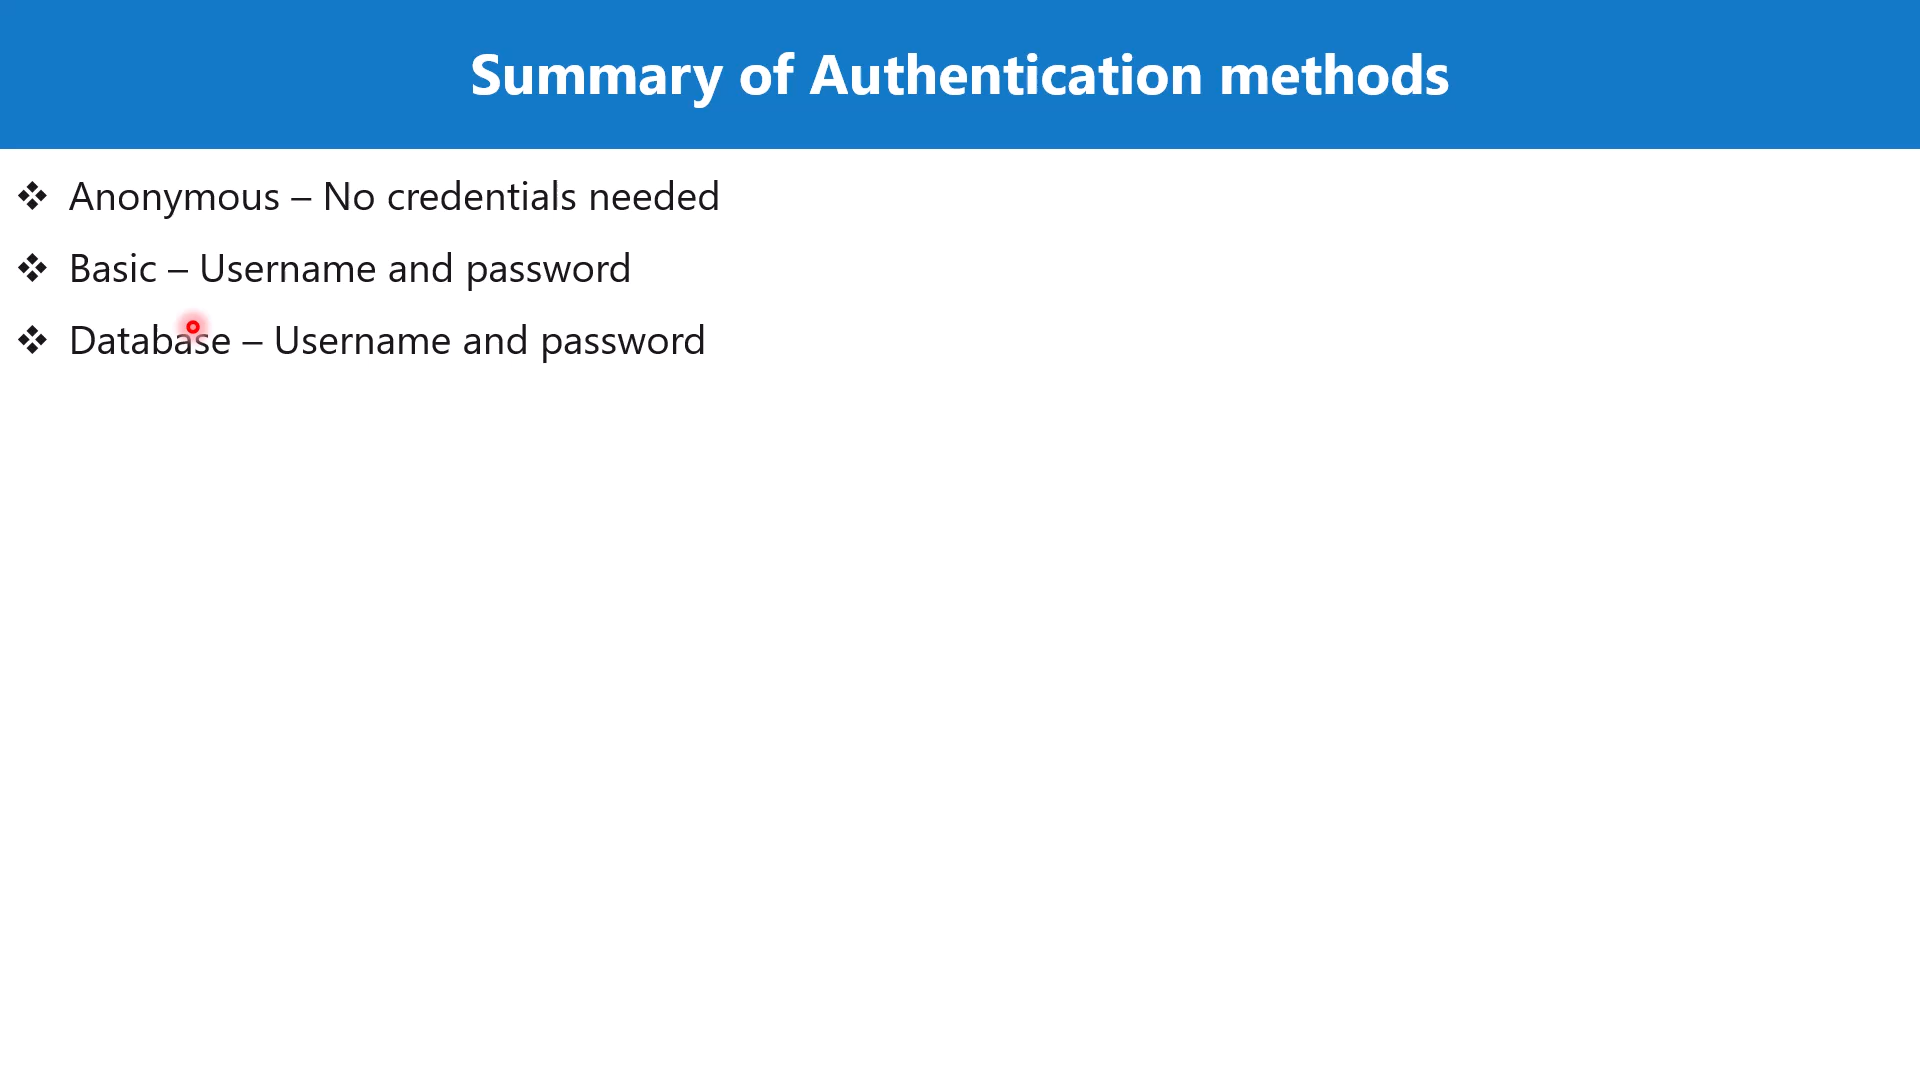 Summary of Authentication methods
❖ Anonymous – No credentials needed
❖ Basic – Username and password
❖ Database – Username and password